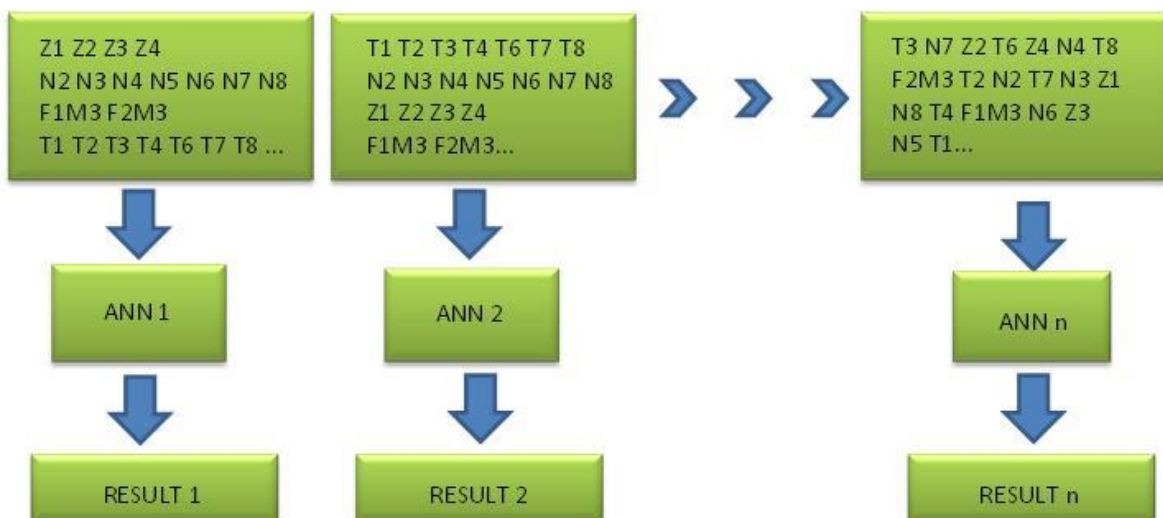 Z1 Z2 Z3 Z4
N2 N3 N4 N5 N6 N7 N8
F1M3 F2M3
T1 T2 T3 T4 T6 T7 T8 ...
T1 T2 T3 T4 T6 T7 T8
N2 N3 N4 N5 N6 N7 N8
Z1 Z2 Z3 Z4
F1M3 F2M3...
T3 N7 Z2 T6 Z4 N4 T8
F2M3 T2 N2 T7 N3 Z1
N8 T4 F1M3 N6 Z3
N5 T1...
ANN 1
ANN 2
ANN n
RESULT 1
RESULT 2
RESULT n